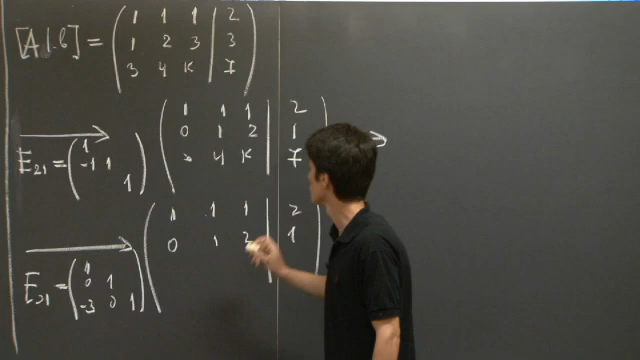 [A|b] = ( 1 1 1 | 2
1 2 3 | 3
3 4 K | 7 )
1 1 1 | 2
0 1 2 | 1
E21 = ( 1
-1 1
1 )
3 4 K | 7
1 1 1 | 2
0 1 2 | 1
E31 = ( 1
0 1
-3 0 1 )